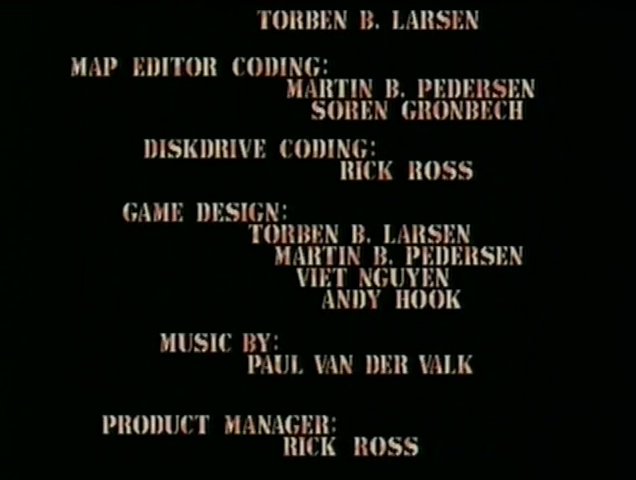 TORBEN B. LARSEN
MAP EDITOR CODING:
MARTIN B. PEDERSEN
SOREN GRONBECH
DISKDRIVE CODING:
RICK ROSS
GAME DESIGN:
TORBEN B. LARSEN
MARTIN B. PEDERSEN
VIET NGUYEN
ANDY HOOK
MUSIC BY:
PAUL VAN DER VALK
PRODUCT MANAGER:
RICK ROSS